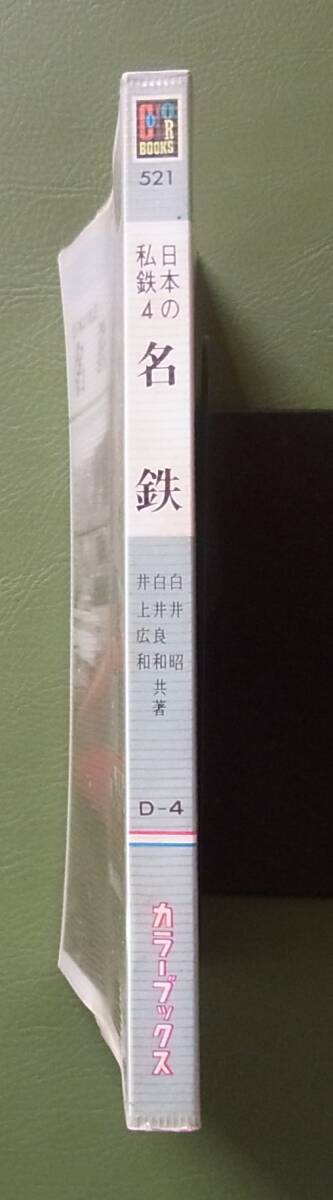 COLOR
BOOKS
521
日本の
私鉄4
名鉄
白井 昭
白井良和
井上広和
共著
D-4
カラーブックス